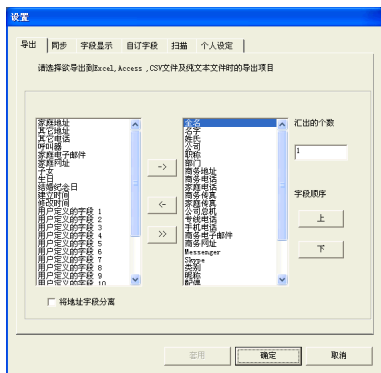 设置
导出 同步 字段显示 自订字段 扫描 个人设定
请选择欲导出到Excel,Access ,CSV文件及纯文本文件时的导出项目
家庭地址
其它地址
其它电话
呼叫器
家庭电子邮件
家庭网址
子女
生日
结婚纪念日
建立时间
修改时间
用户定义的字段 1
用户定义的字段 2
用户定义的字段 3
用户定义的字段 4
用户定义的字段 5
用户定义的字段 6
用户定义的字段 7
用户定义的字段 8
用户定义的字段 9
用户定义的字段 10
->
<-
>>
全名
名字
姓氏
公司
职称
部门
商务地址
商务电话
家庭电话
商务传真
家庭传真
公司总机
专线电话
手机电话
商务电子邮件
商务网址
Messenger
Skype
类别
昵称
配偶
汇出的个数
1
字段顺序
上
下
将地址字段分离
套用 确定 取消